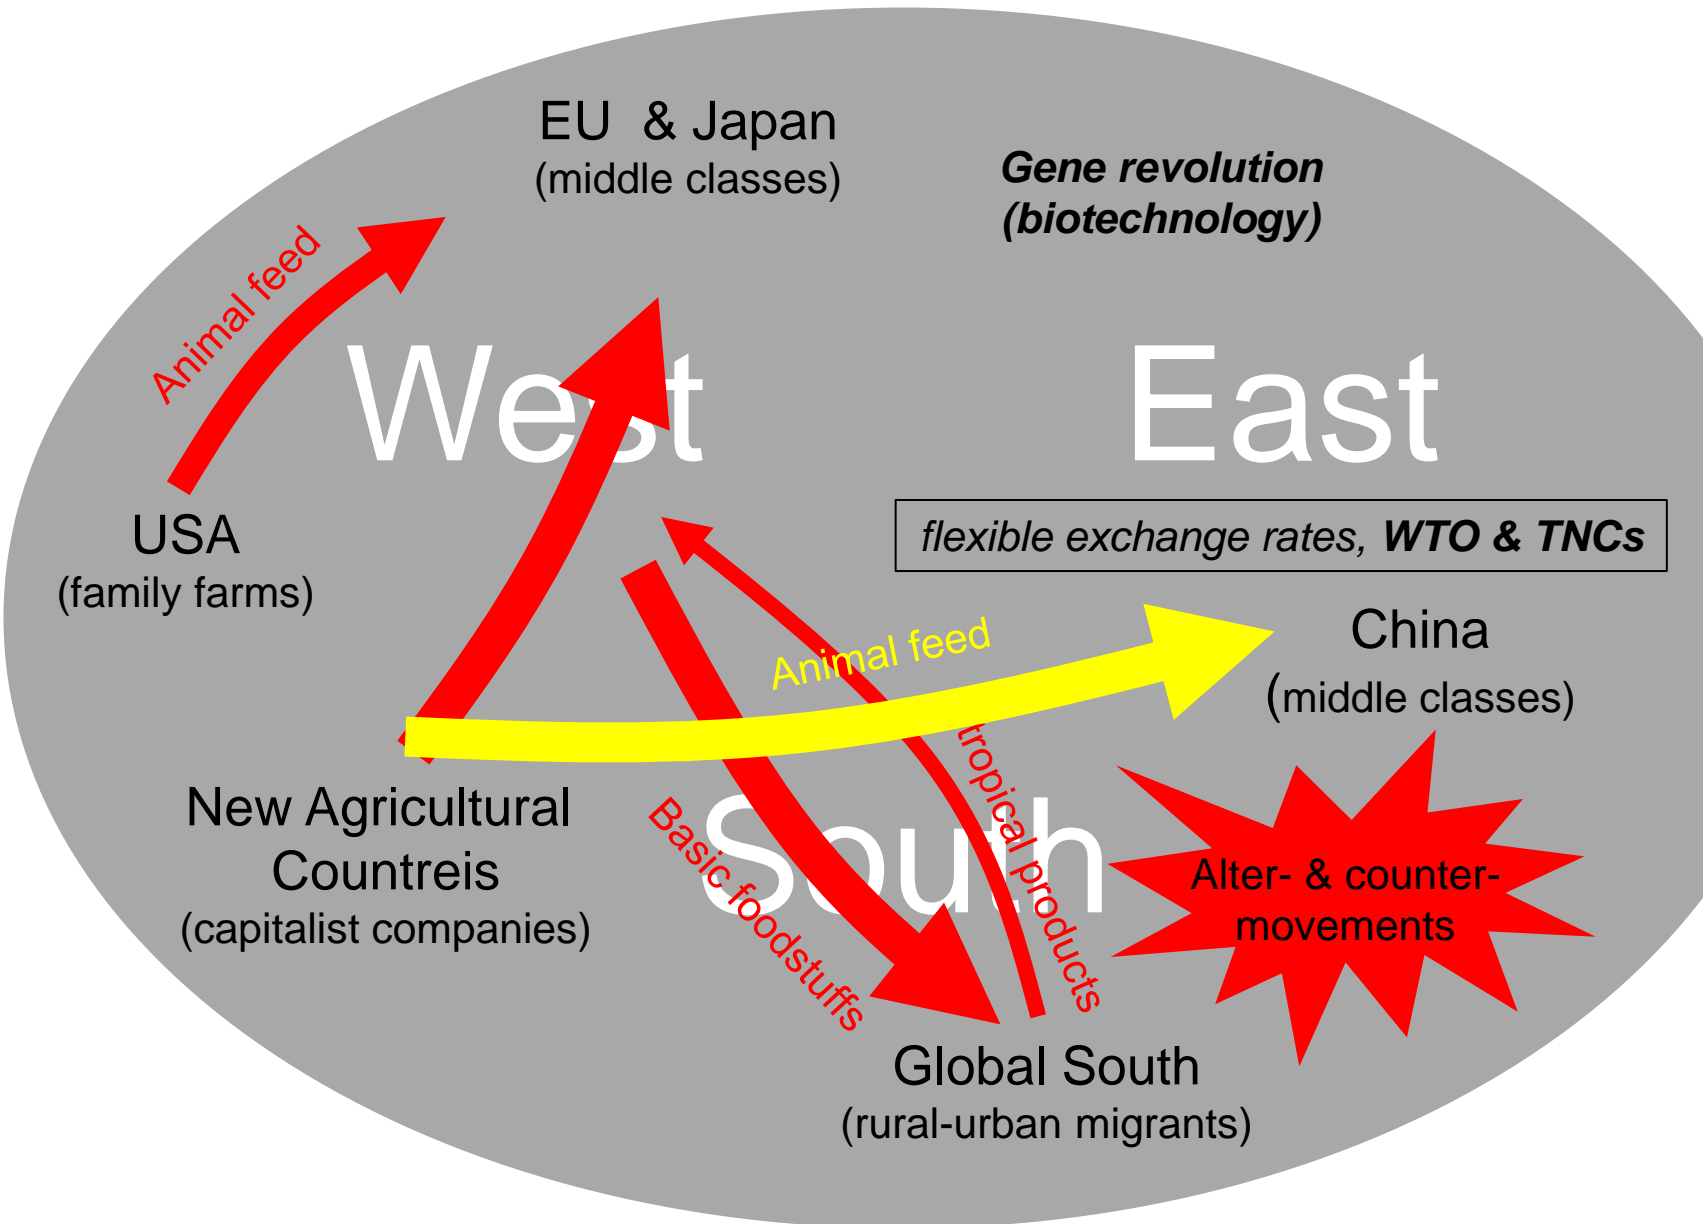 EU & Japan
(middle classes)
Gene revolution
(biotechnology)
Animal feed
West
East
USA
(family farms)
flexible exchange rates, WTO & TNCs
Animal feed
China
(middle classes)
New Agricultural
Countreis
(capitalist companies)
South
Basic foodstuffs
tropical products
Alter- & counter-
movements
Global South
(rural-urban migrants)